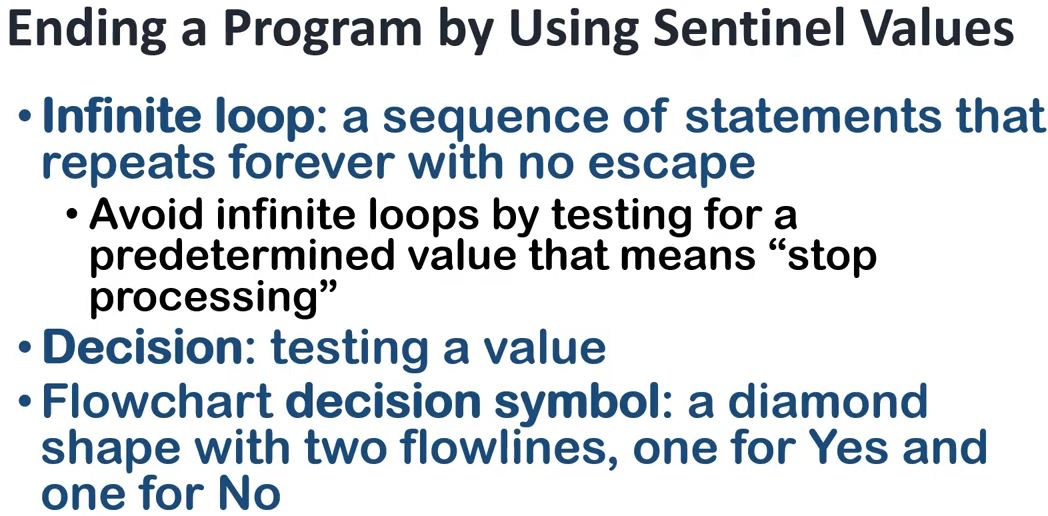 Ending a Program by Using Sentinel Values
• Infinite loop: a sequence of statements that
repeats forever with no escape
• Avoid infinite loops by testing for a
predetermined value that means “stop
processing”
• Decision: testing a value
• Flowchart decision symbol: a diamond
shape with two flowlines, one for Yes and
one for No